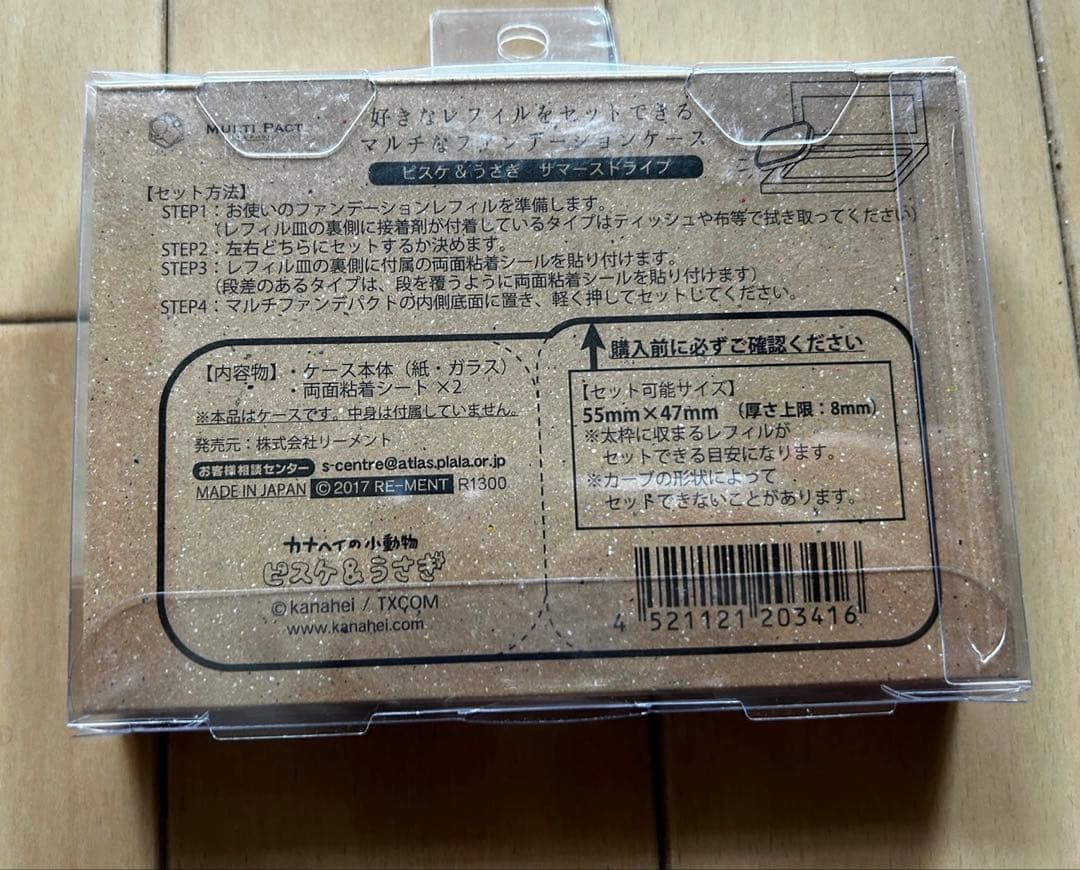 MULTI PACT
好きなレフィルをセットできる
マルチなファンデーションケース
ピスケ&うさぎ サマーストライプ
【セット方法】
STEP1：お使いのファンデーションレフィルを準備します。
（レフィル皿の裏側に接着剤が付着しているタイプはティッシュや布等で拭き取ってください）
STEP2：左右どちらにセットするか決めます。
STEP3：レフィル皿の裏側に付属の両面粘着シールを貼り付けます。
（段差のあるタイプは、段を覆うように両面粘着シールを貼り付けます）
STEP4：マルチファンデパクトの内側底面に置き、軽く押してセットしてください。
【内容物】・ケース本体（紙・ガラス）
・両面粘着シート ×2
※本品はケースです。中身は付属していません。
発売元：株式会社リーメント
お客様相談センター s-centre@atlas.plala.or.jp
MADE IN JAPAN © 2017 RE-MENT R1300
カナヘイの小動物
ピスケ&うさぎ
©kanahei / TXCOM
www.kanahei.com
購入前に必ずご確認ください
【セット可能サイズ】
55mm×47mm （厚さ上限：8mm）
※太枠に収まるレフィルが
セットできる目安になります。
※カーブの形状によって
セットできないことがあります。
4 521121 203416